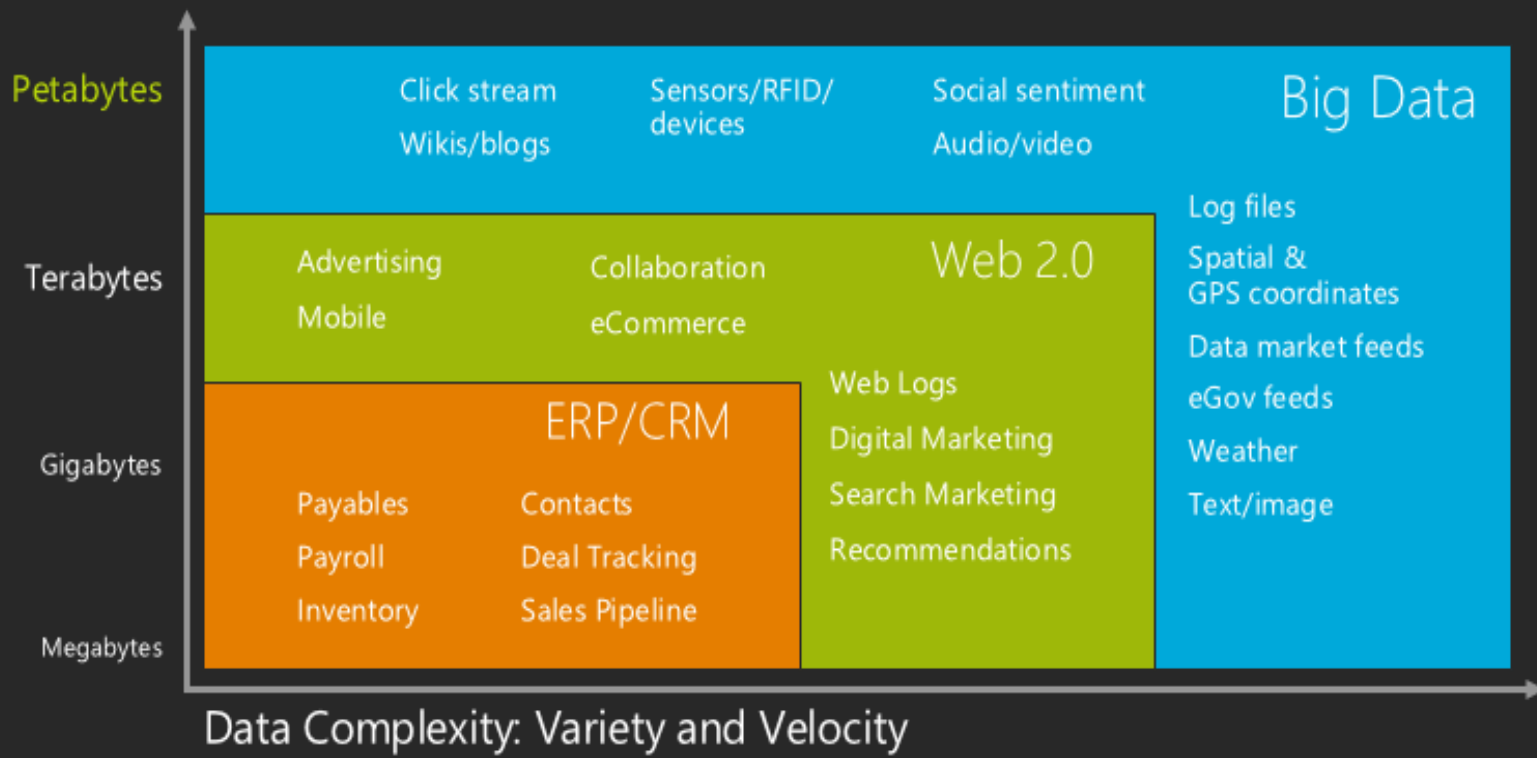 Petabytes
Click stream
Wikis/blogs
Sensors/RFID/
devices
Social sentiment
Audio/video
Big Data
Log files
Spatial &
GPS coordinates
Data market feeds
eGov feeds
Weather
Text/image
Terabytes
Advertising
Mobile
Collaboration
eCommerce
Web 2.0
Web Logs
Digital Marketing
Search Marketing
Recommendations
Gigabytes
ERP/CRM
Payables
Payroll
Inventory
Contacts
Deal Tracking
Sales Pipeline
Megabytes
Data Complexity: Variety and Velocity